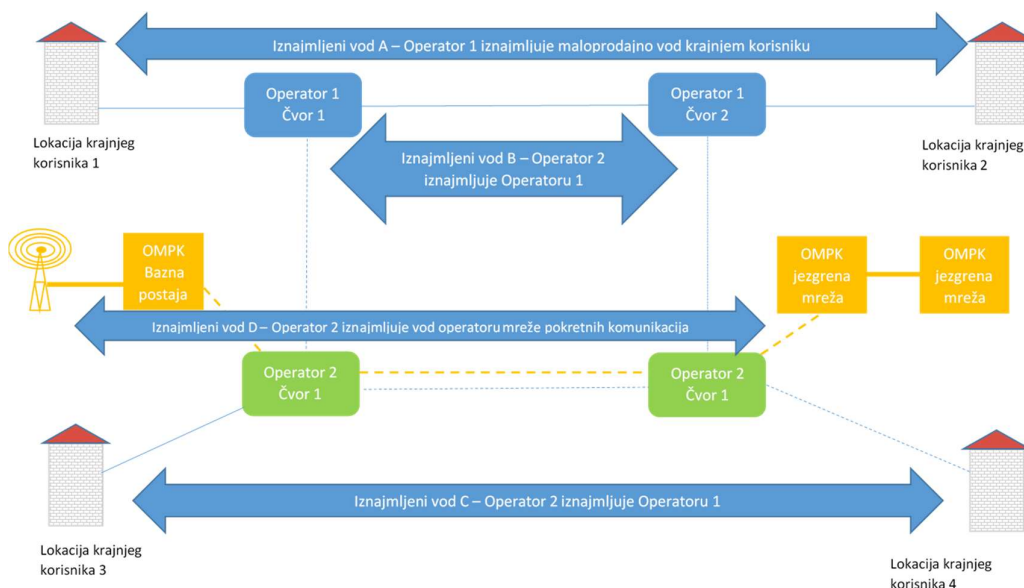 Iznajmljeni vod A – Operator 1 iznajmljuje maloprodajno vod krajnjem korisniku
Operator 1
Čvor 1
Operator 1
Čvor 2
Lokacija krajnjeg
korisnika 1
Lokacija krajnjeg
korisnika 2
Iznajmljeni vod B – Operator 2
iznajmljuje Operatoru 1
OMPK
Bazna
postaja
OMPK
jezgrena
mreža
OMPK
jezgrena
mreža
Iznajmljeni vod D – Operator 2 iznajmljuje vod operatoru mreže pokretnih komunikacija
Operator 2
Čvor 1
Operator 2
Čvor 1
Iznajmljeni vod C – Operator 2 iznajmljuje Operatoru 1
Lokacija krajnjeg
korisnika 3
Lokacija krajnjeg
korisnika 4